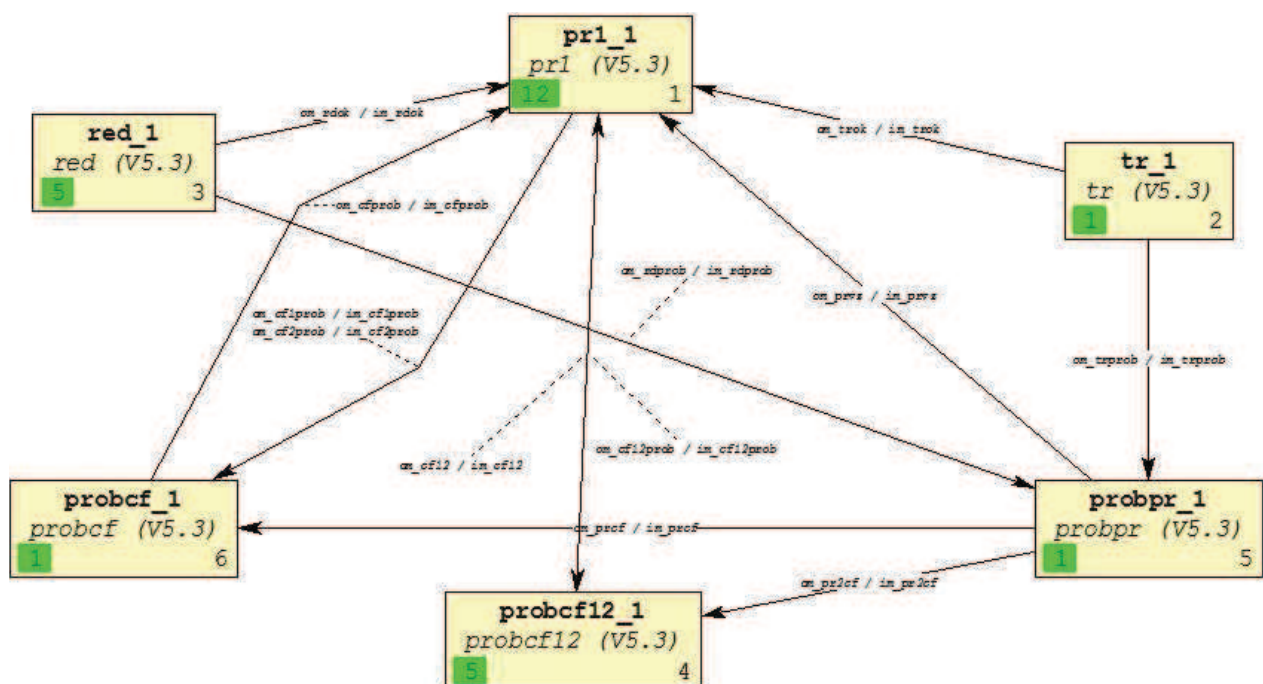 pr1_1
pr1 (V5.3)
12 1
om_rdok / im_rdok
om_trok / im_trok
red_1
red (V5.3)
5 3
tr_1
tr (V5.3)
1 2
om_cfprob / im_cfprob
om_rdprob / im_rdprob
om_prvs / im_prvs
om_cf1prob / im_cf1prob
om_cf2prob / im_cf2prob
om_trprob / im_trprob
om_cf12 / im_cf12
om_cf12prob / im_cf12prob
probcf_1
probcf (V5.3)
1 6
om_prcf / im_prcf
probpr_1
probpr (V5.3)
1 5
om_pr2cf / im_pr2cf
probcf12_1
probcf12 (V5.3)
5 4